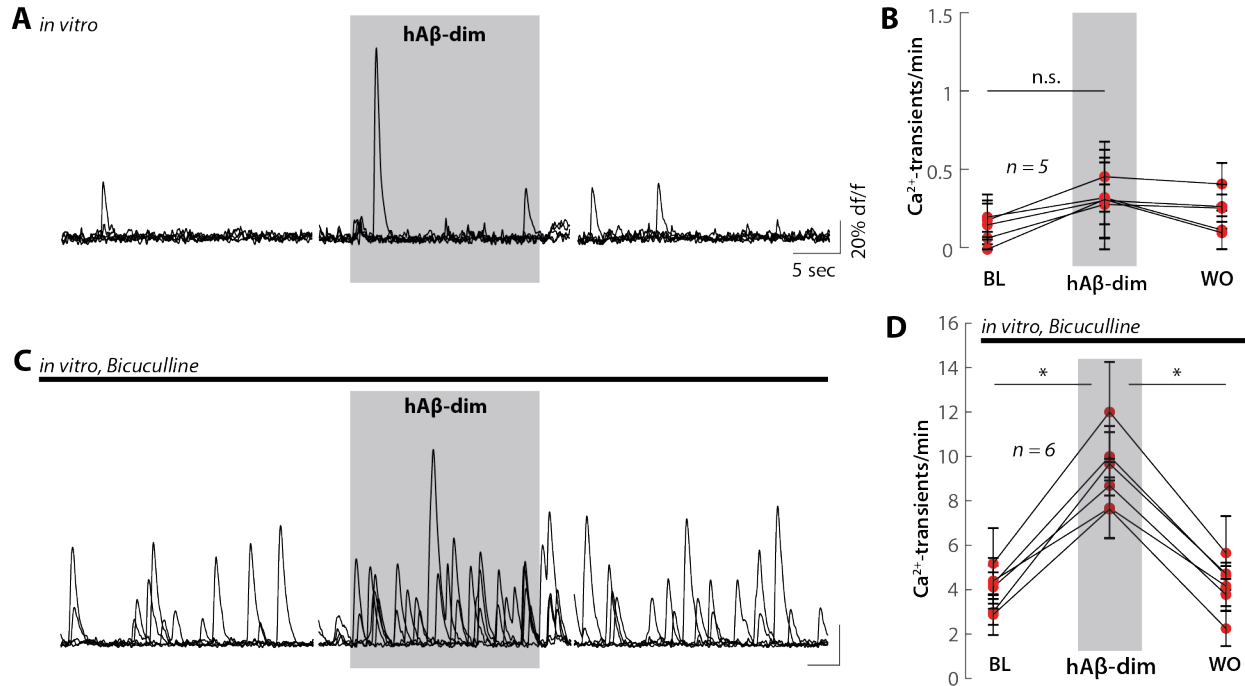 A in vitro
hAβ-dim
20% df/f
5 sec
B
1.5
1
0.5
0
Ca²⁺-transients/min
n.s.
n = 5
BL
hAβ-dim
WO
C in vitro, Bicuculline
hAβ-dim
D
in vitro, Bicuculline
16
14
12
10
8
6
4
2
0
Ca²⁺-transients/min
*
*
n = 6
BL
hAβ-dim
WO